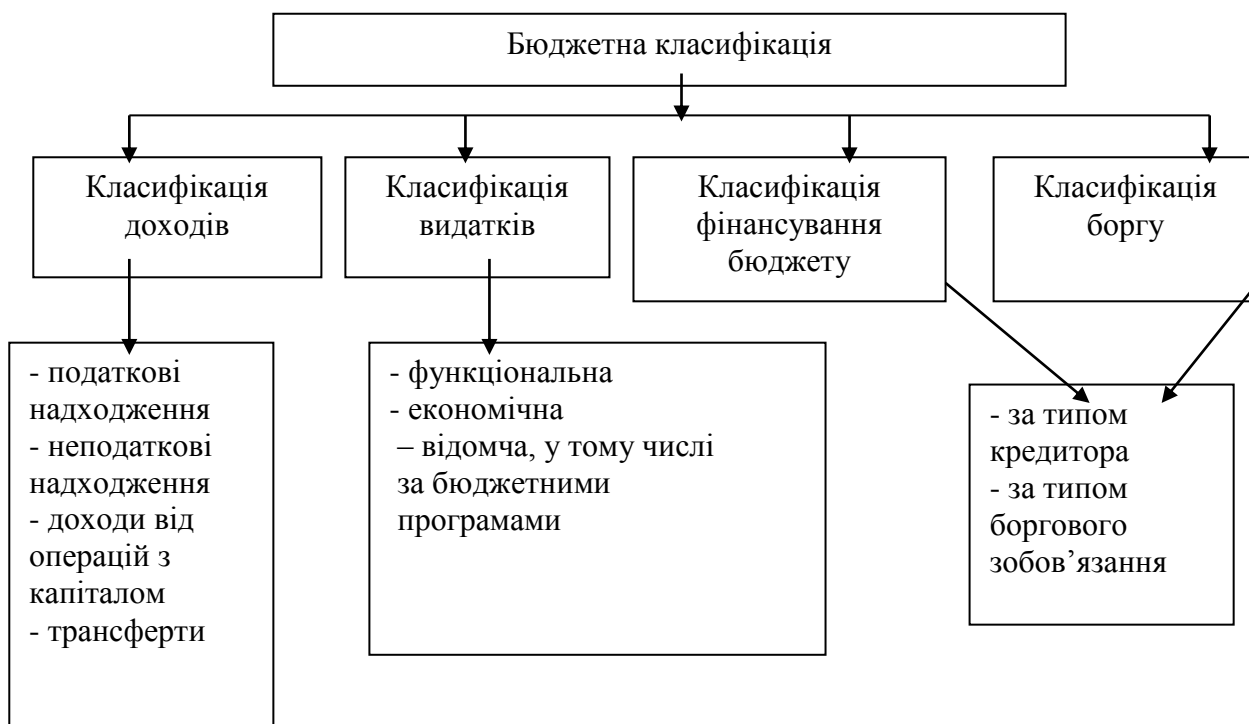 Бюджетна класифікація
Класифікація
доходів
Класифікація
видатків
Класифікація
фінансування
бюджету
Класифікація
боргу
- податкові
надходження
- неподаткові
надходження
- доходи від
операцій з
капіталом
- трансферти
- функціональна
- економічна
– відомча, у тому числі
за бюджетними
програмами
- за типом
кредитора
- за типом
боргового
зобов’язання